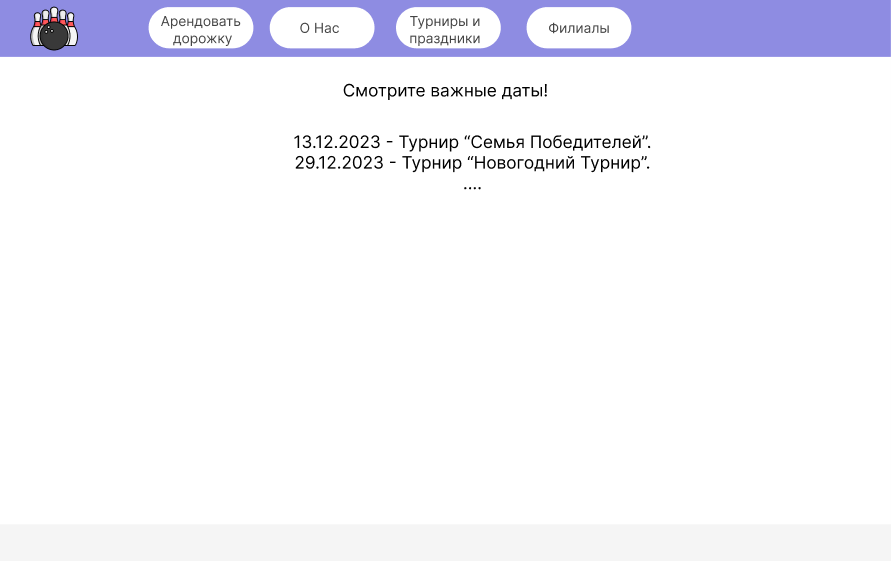 Арендовать
дорожку
О Нас
Турниры и
праздники
Филиалы
Смотрите важные даты!
13.12.2023 - Турнир “Семья Победителей”.
29.12.2023 - Турнир “Новогодний Турнир”.
....